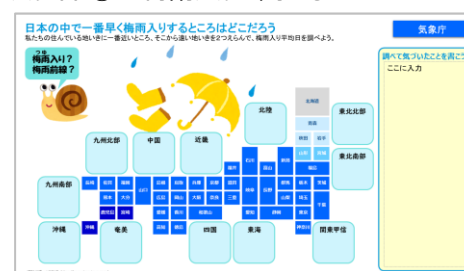 日本の中で一番早く梅雨入りするところはどこだろう
私たちの住んでいる地いきに一番近いところ、そこから遠い地いきを2つえらんで、梅雨入り平均日を調べよう。
気象庁
つゆ
梅雨入り?
梅雨前線?
調べて気づいたことを書こう
ここに入力
北陸
北海道
東北北部
青森
九州北部
中国
近畿
秋田
岩手
東北南部
山形
宮城
石川
福井
富山
新潟
福島
九州南部
長崎
佐賀
福岡
山口
島根
鳥取
兵庫
京都
滋賀
岐阜
長野
群馬
栃木
茨城
熊本
大分
広島
岡山
大阪
奈良
三重
山梨
埼玉
千葉
鹿児島
宮崎
愛媛
香川
和歌山
愛知
静岡
東京
沖縄
高知
徳島
神奈川
沖縄
奄美
四国
東海
関東甲信